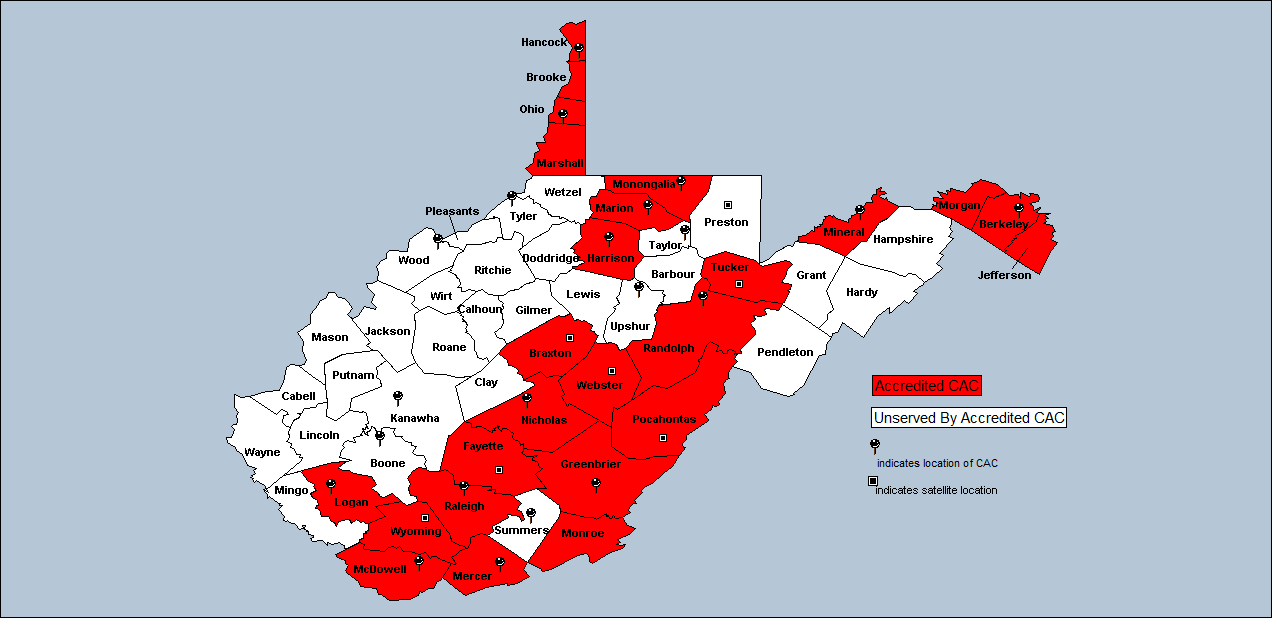 Hancock
Brooke
Ohio
Marshall
Wetzel
Monongalia
Marion
Pleasants
Tyler
Preston
Morgan
Berkeley
Mineral
Hampshire
Taylor
Wood
Doddridge
Harrison
Ritchie
Barbour
Tucker
Grant
Jefferson
Wirt
Lewis
Hardy
Calhoun
Gilmer
Upshur
Jackson
Mason
Roane
Braxton
Randolph
Pendleton
Putnam
Clay
Webster
Accredited CAC
Cabell
Kanawha
Nicholas
Pocahontas
Unserved By Accredited CAC
Lincoln
Wayne
Fayette
Boone
Greenbrier
indicates location of CAC
Mingo
Logan
Raleigh
indicates satellite location
Wyoming
Summers
Monroe
McDowell
Mercer